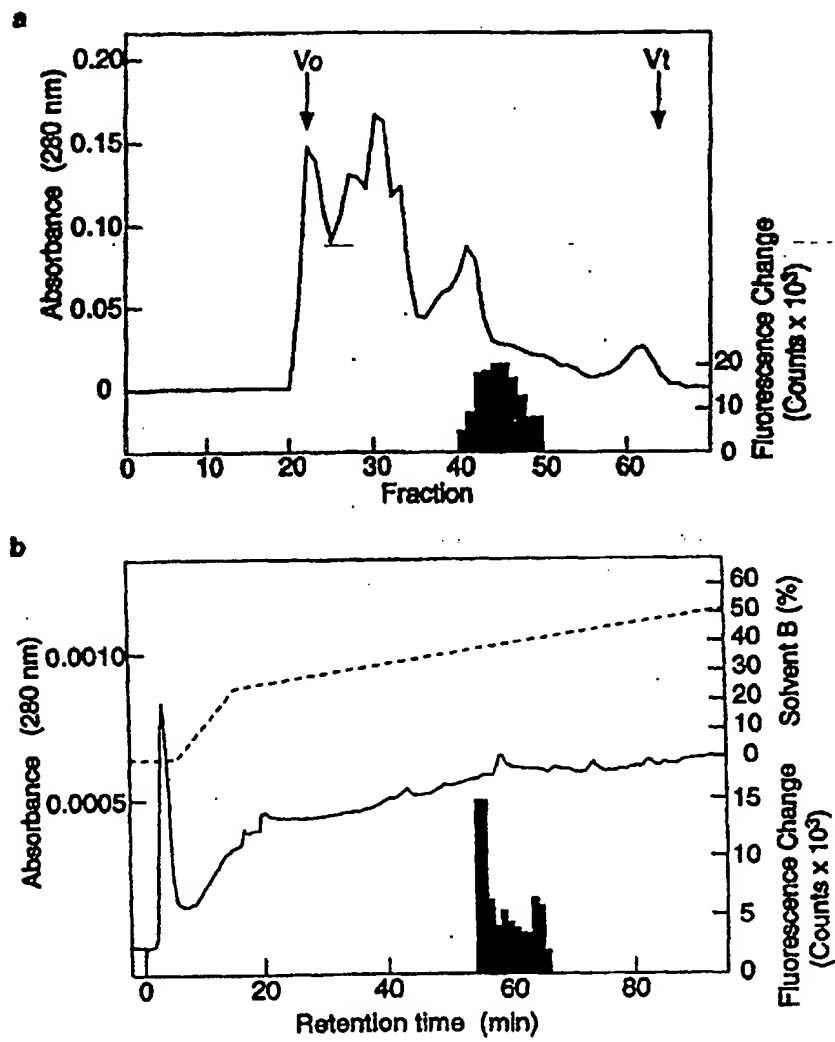 a
Absorbance (280 nm)
0.20
0.15
0.10
0.05
0
Vo
Vt
Fluorescence Change
(Counts x 10³)
20
10
0
0 10 20 30 40 50 60
Fraction
b
Absorbance (280 nm)
0.0010
0.0005
60
50
40
30
20
10
0
Solvent B (%)
15
10
5
0
Fluorescence Change
(Counts x 10³)
0 20 40 60 80
Retention time (min)